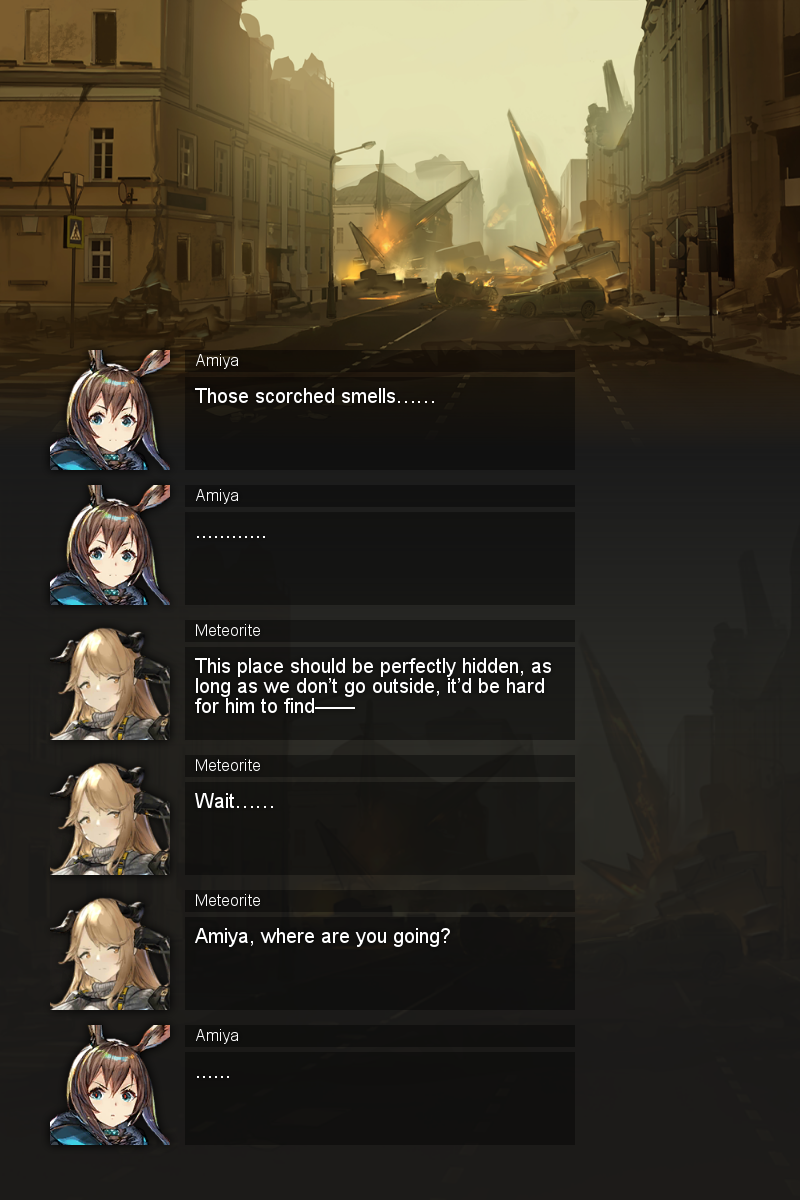 Amiya
Those scorched smells……
Amiya
…………
Meteorite
This place should be perfectly hidden, as
long as we don't go outside, it'd be hard
for him to find——
Meteorite
Wait……
Meteorite
Amiya, where are you going?
Amiya
……